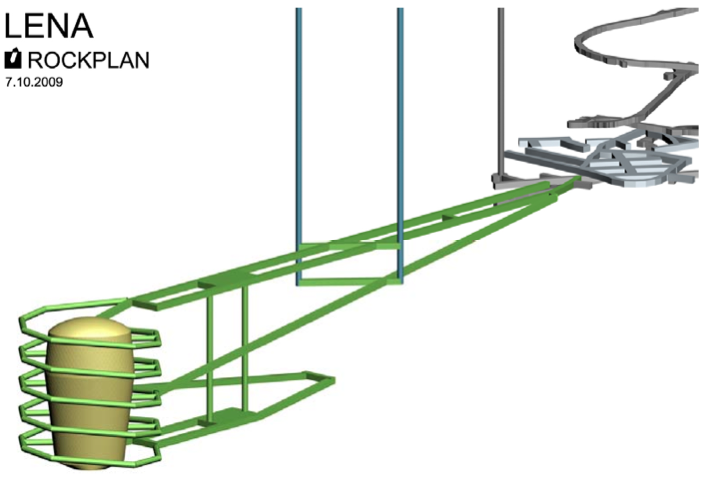 LENA
ROCKPLAN
7.10.2009